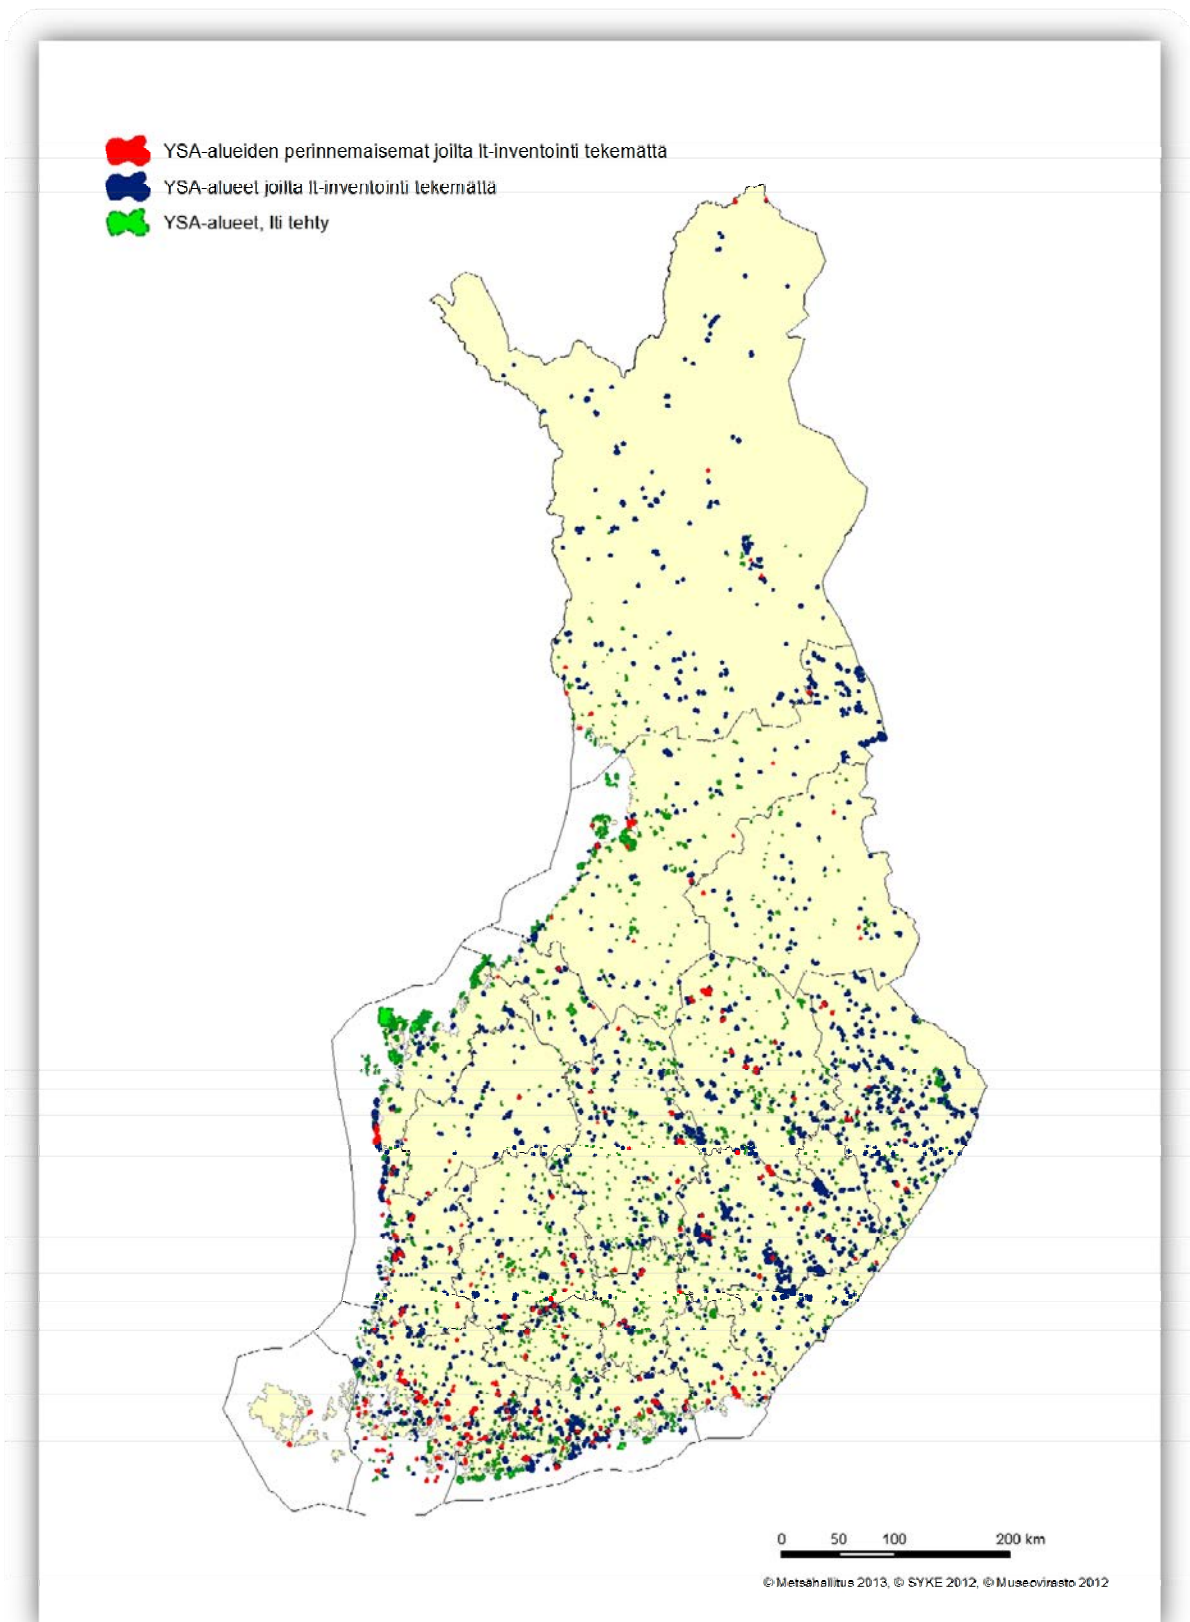 YSA-alueiden perinnemaisemat joilta lt-inventointi tekemättä
YSA-alueet joilta lt-inventointi tekemättä
YSA-alueet, lti tehty
0 50 100 200 km
© Metsähallitus 2013, © SYKE 2012, © Museovirasto 2012